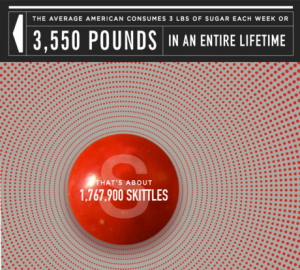 THE AVERAGE AMERICAN CONSUMES 3 LBS OF SUGAR EACH WEEK OR
3,550 POUNDS IN AN ENTIRE LIFETIME
S
THAT'S ABOUT
1,767,900 SKITTLES